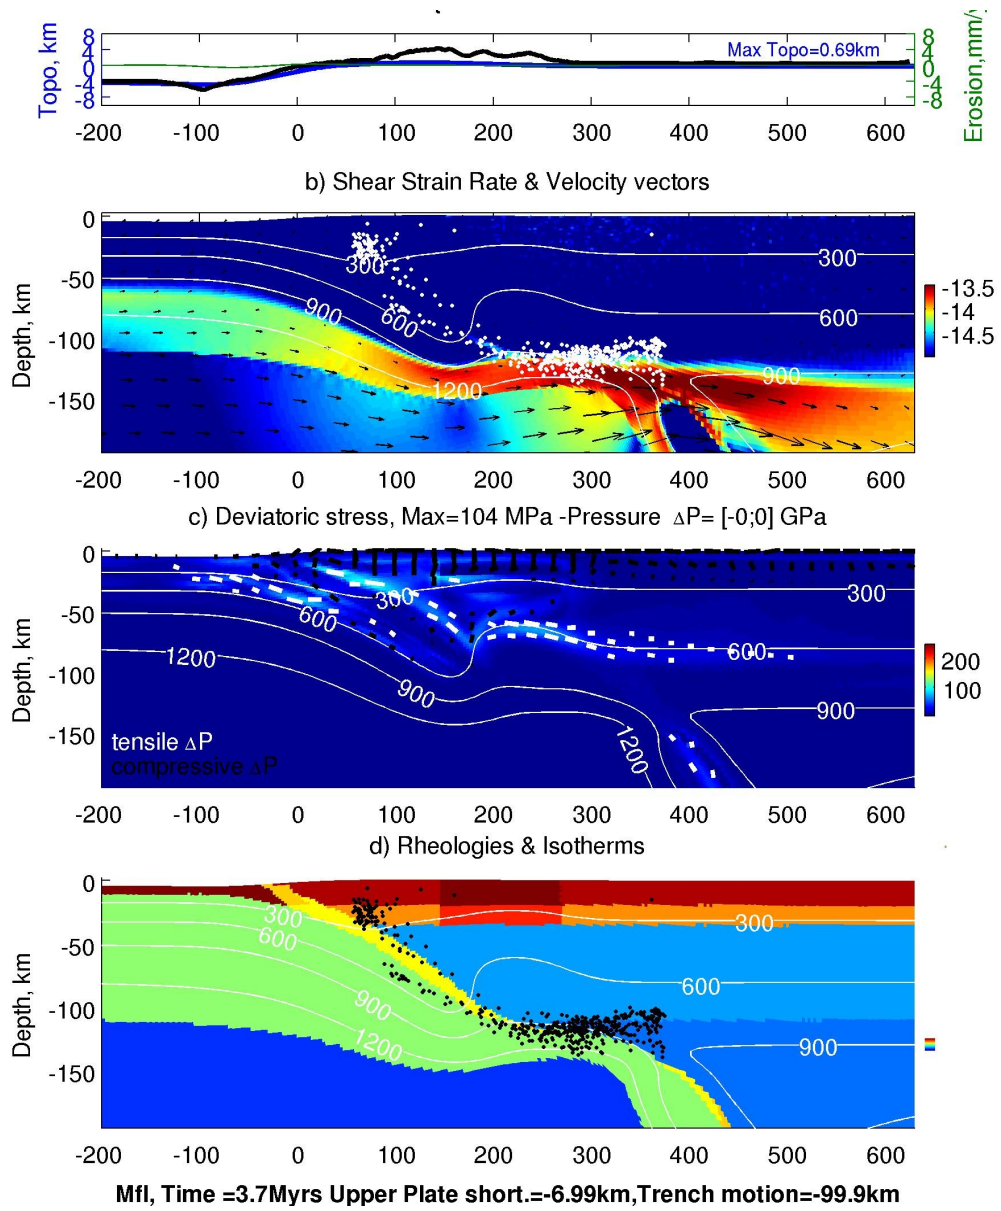 8
4
0
-4
-8
Topo, km
Max Topo=0.69km
8
4
0
-4
-8
Erosion,mm/y
-200 -100 0 100 200 300 400 500 600
b) Shear Strain Rate & Velocity vectors
0
-50
-100
-150
Depth, km
300 300
600 600
900 900
1200
-13.5
-14
-14.5
-200 -100 0 100 200 300 400 500 600
c) Deviatoric stress, Max=104 MPa -Pressure ΔP= [-0;0] GPa
0
-50
-100
-150
Depth, km
300 300
600 600
1200
900 900
1200
tensile ΔP
compressive ΔP
200
100
-200 -100 0 100 200 300 400 500 600
d) Rheologies & Isotherms
0
-50
-100
-150
Depth, km
300 300
600 600
900 900
1200
-200 -100 0 100 200 300 400 500 600
Mfl, Time =3.7Myrs Upper Plate short.=-6.99km,Trench motion=-99.9km